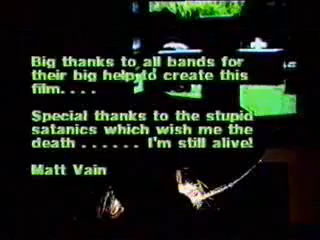 Big thanks to all bands for
their big help to create this
film. . . .
Special thanks to the stupid
satanics which wish me the
death . . . . . . I'm still alive!
Matt Vain